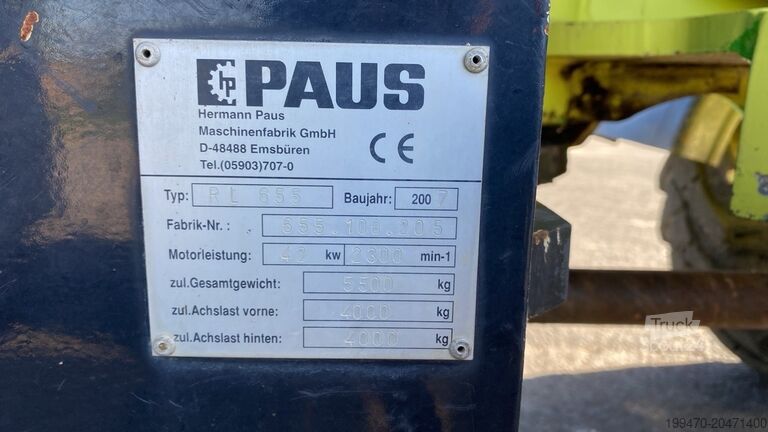 PAUS
Hermann Paus
Maschinenfabrik GmbH
D-48488 Emsbüren
Tel.(05903)707-0
CE
Typ: RL 655 Baujahr: 2007
Fabrik-Nr.: 655.106.105
Motorleistung: 42 kw 2300 min-1
zul.Gesamtgewicht: 5500 kg
zul.Achslast vorne: 4000 kg
zul.Achslast hinten: 4000 kg
Truck
199470-20471400